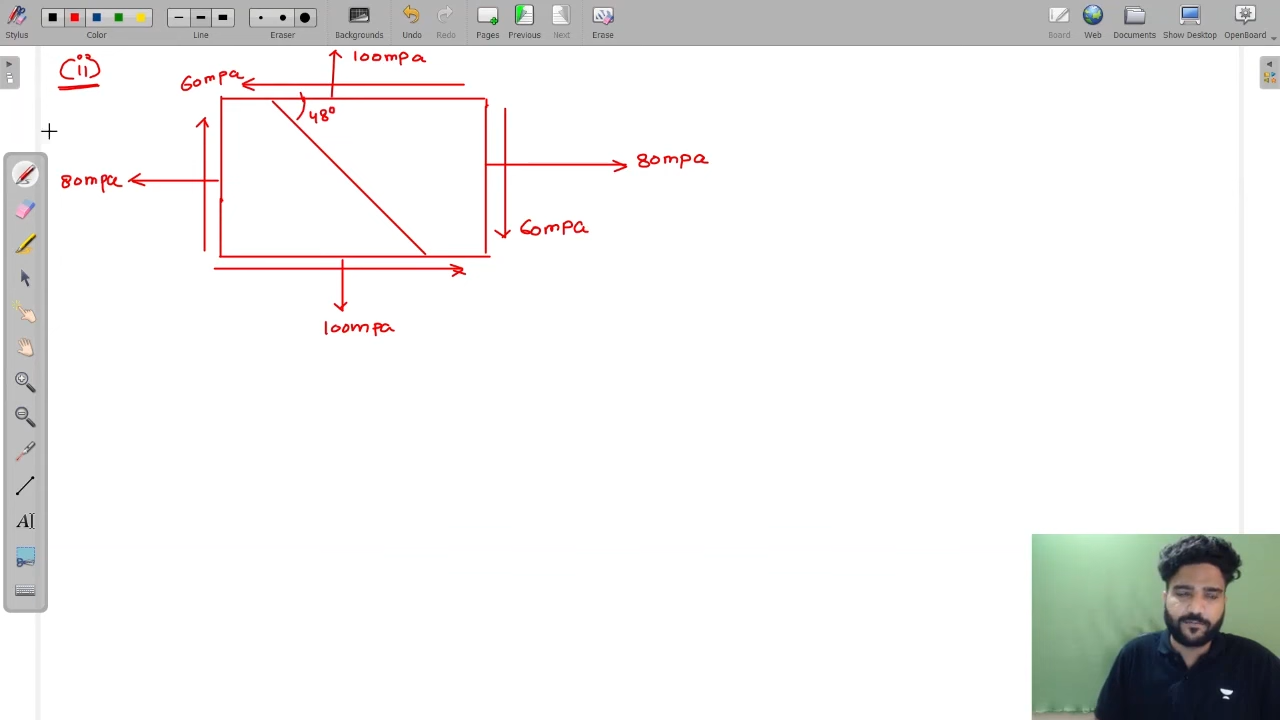 Stylus
Color
Line
Eraser
Backgrounds
Undo
Redo
Pages
Previous
Next
Erase
Board
Web
Documents
Show Desktop
OpenBoard
(ii)
100mpa
60mpa
48°
80mpa
80mpa
60mpa
100mpa